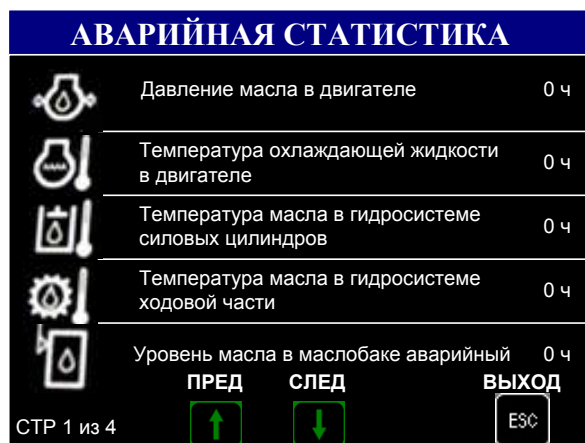 АВАРИЙНАЯ СТАТИСТИКА
Давление масла в двигателе 0 ч
Температура охлаждающей жидкости
в двигателе 0 ч
Температура масла в гидросистеме
силовых цилиндров 0 ч
Температура масла в гидросистеме
ходовой части 0 ч
Уровень масла в маслобаке аварийный 0 ч
ПРЕД СЛЕД ВЫХОД
СТР 1 из 4 ESC